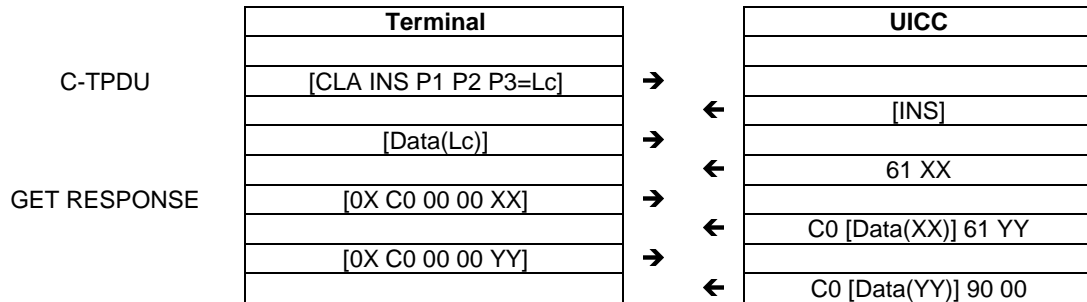 Terminal UICC
C-TPDU [CLA INS P1 P2 P3=Lc] ➔
🡰 [INS]
[Data(Lc)] ➔
🡰 61 XX
GET RESPONSE [0X C0 00 00 XX] ➔
🡰 C0 [Data(XX)] 61 YY
[0X C0 00 00 YY] ➔
🡰 C0 [Data(YY)] 90 00